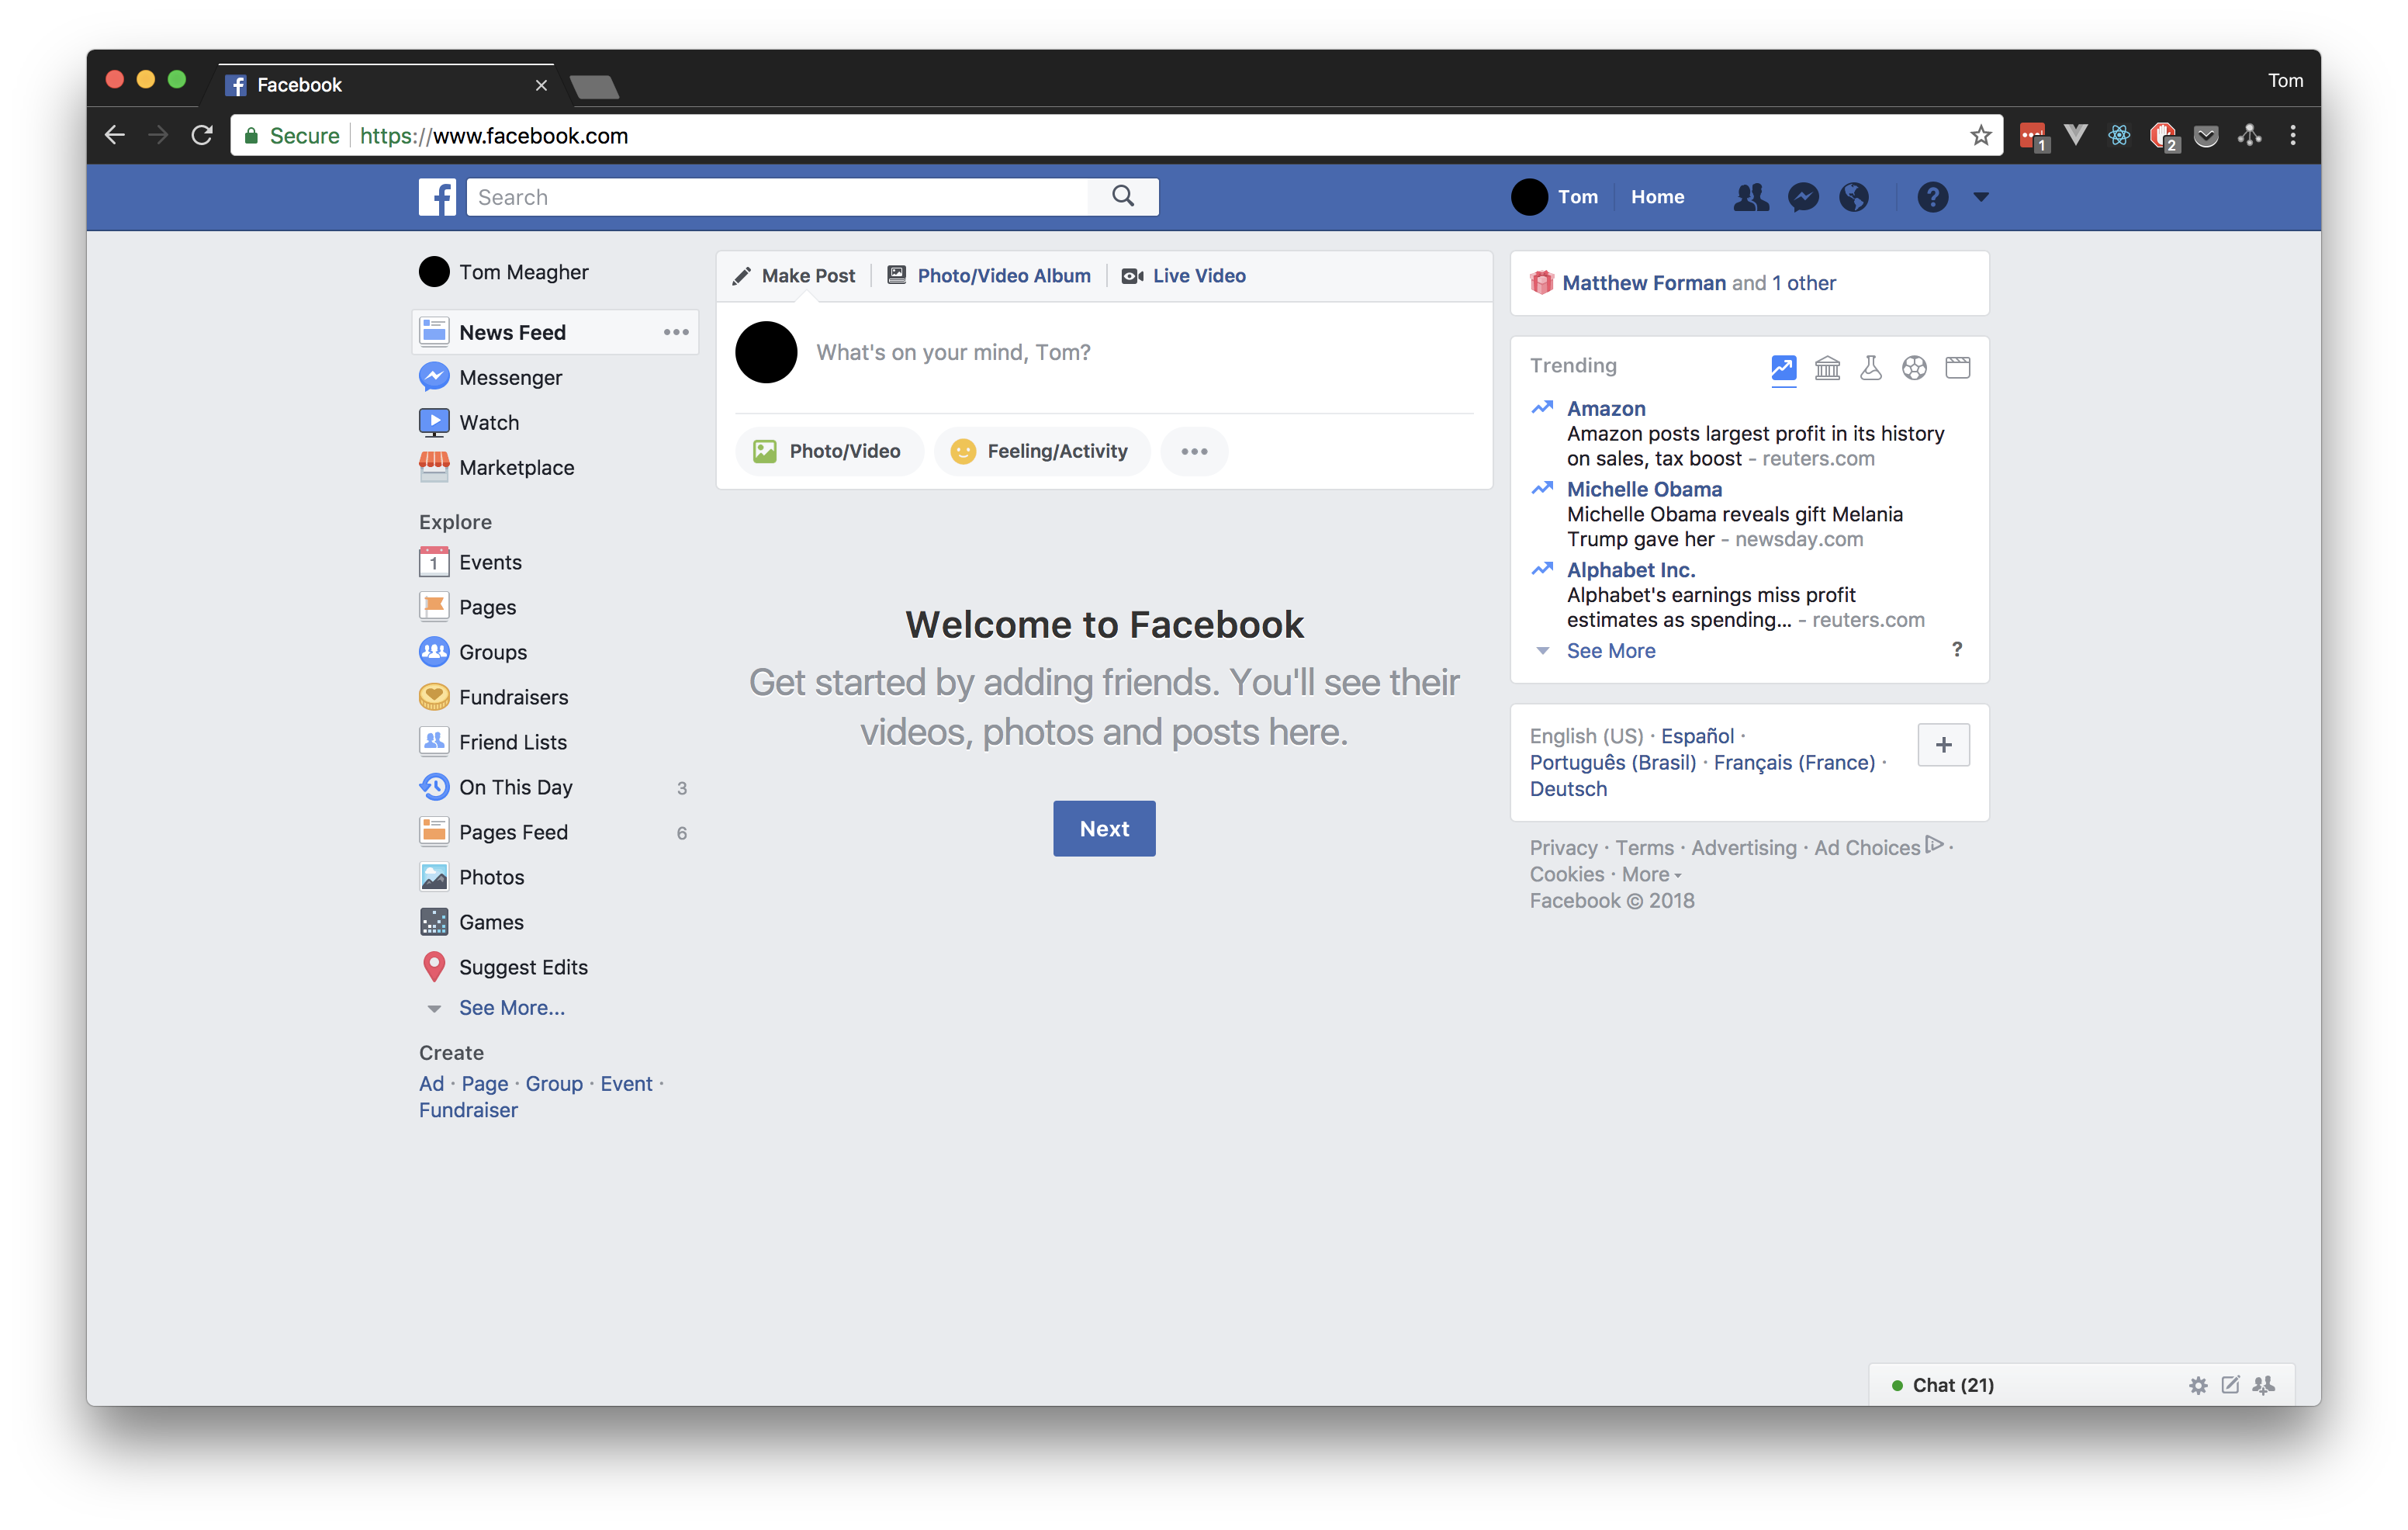 Facebook
Tom
Secure https://www.facebook.com
1
2
Search
Tom Home
Tom Meagher
News Feed
Messenger
Watch
Marketplace
Explore
1 Events
Pages
Groups
Fundraisers
Friend Lists
On This Day 3
Pages Feed 6
Photos
Games
Suggest Edits
See More...
Create
Ad · Page · Group · Event ·
Fundraiser
Make Post Photo/Video Album Live Video
What's on your mind, Tom?
Photo/Video Feeling/Activity
Welcome to Facebook
Get started by adding friends. You'll see their
videos, photos and posts here.
Next
Matthew Forman and 1 other
Trending
Amazon
Amazon posts largest profit in its history
on sales, tax boost - reuters.com
Michelle Obama
Michelle Obama reveals gift Melania
Trump gave her - newsday.com
Alphabet Inc.
Alphabet's earnings miss profit
estimates as spending... - reuters.com
See More ?
English (US) · Español ·
Português (Brasil) · Français (France) ·
Deutsch
+
Privacy · Terms · Advertising · Ad Choices ·
Cookies · More
Facebook © 2018
Chat (21)